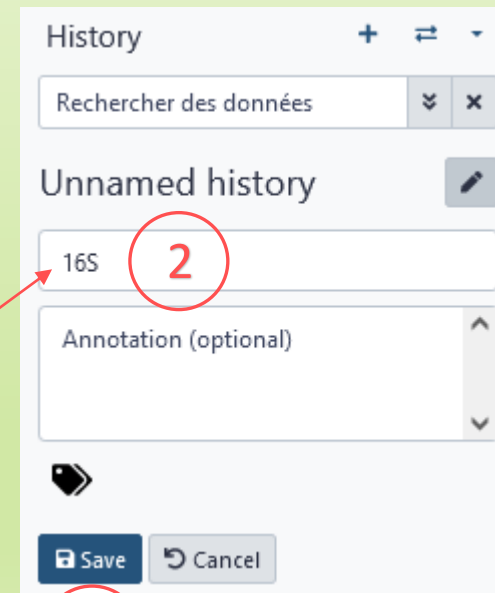 History
Rechercher des données
Unnamed history
16S 2
Annotation (optional)
Save Cancel